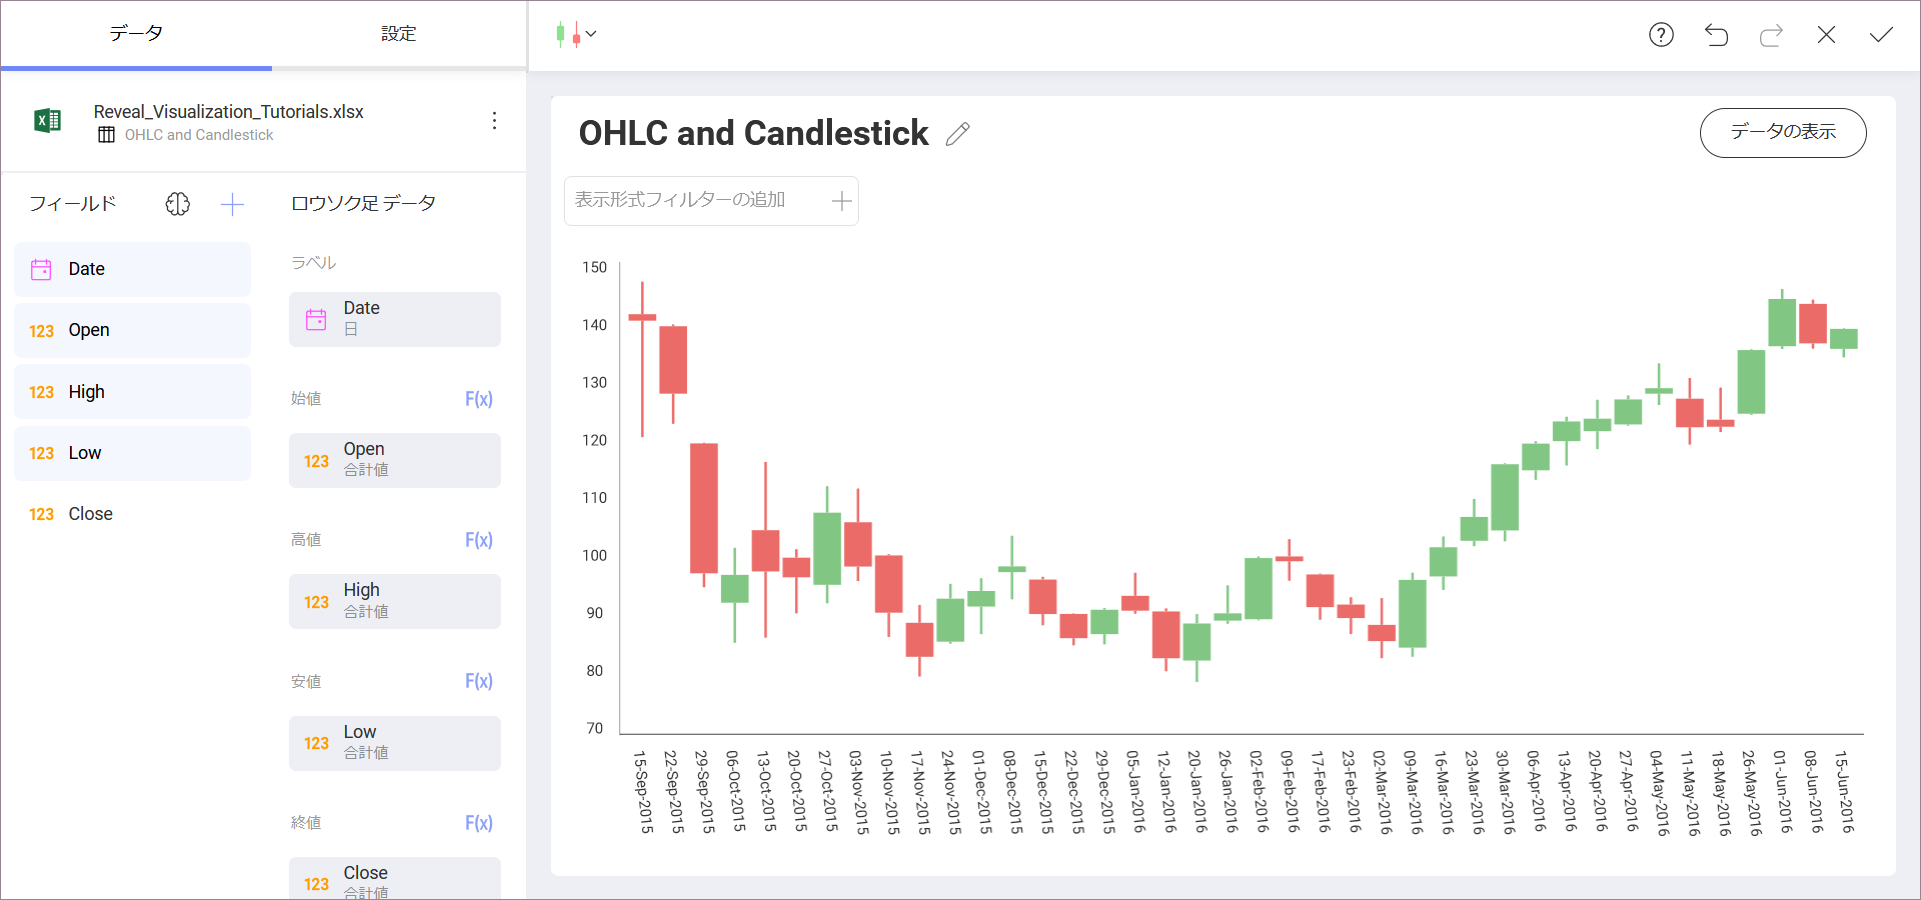 データ
設定
Reveal_Visualization_Tutorials.xlsx
OHLC and Candlestick
フィールド
Date
123 Open
123 High
123 Low
123 Close
ロウソク足 データ
ラベル
Date
日
始値 F(x)
123 Open
合計値
高値 F(x)
123 High
合計値
安値 F(x)
123 Low
合計値
終値 F(x)
123 Close
合計値
OHLC and Candlestick
データの表示
表示形式フィルターの追加
150
140
130
120
110
100
90
80
70
15-Sep-2015
22-Sep-2015
29-Sep-2015
06-Oct-2015
13-Oct-2015
20-Oct-2015
27-Oct-2015
03-Nov-2015
10-Nov-2015
17-Nov-2015
24-Nov-2015
01-Dec-2015
08-Dec-2015
15-Dec-2015
22-Dec-2015
29-Dec-2015
05-Jan-2016
12-Jan-2016
20-Jan-2016
26-Jan-2016
02-Feb-2016
09-Feb-2016
17-Feb-2016
23-Feb-2016
02-Mar-2016
09-Mar-2016
16-Mar-2016
23-Mar-2016
30-Mar-2016
06-Apr-2016
13-Apr-2016
20-Apr-2016
27-Apr-2016
04-May-2016
11-May-2016
18-May-2016
26-May-2016
01-Jun-2016
08-Jun-2016
15-Jun-2016